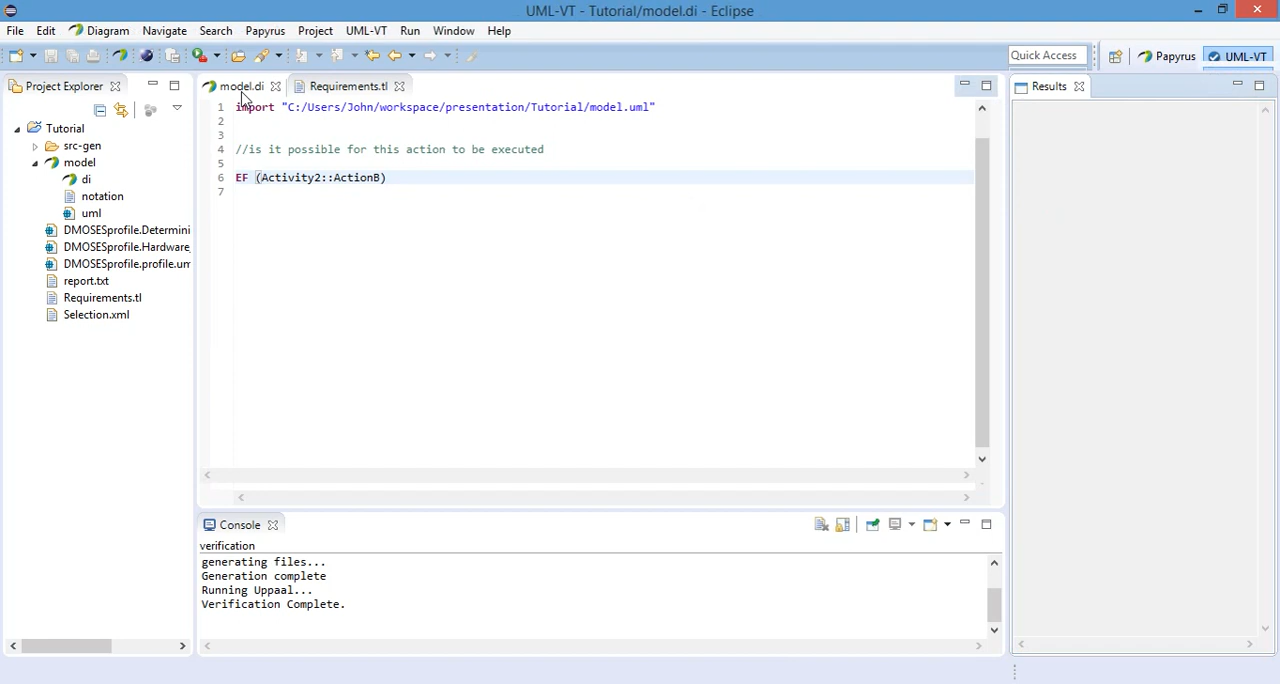 UML-VT - Tutorial/model.di - Eclipse
File Edit Diagram Navigate Search Papyrus Project UML-VT Run Window Help
Quick Access Papyrus UML-VT
Project Explorer
Tutorial
src-gen
model
di
notation
uml
DMOSESprofile.Determini
DMOSESprofile.Hardware_
DMOSESprofile.profile.um
report.txt
Requirements.tl
Selection.xml
model.di Requirements.tl
1 import "C:/Users/John/workspace/presentation/Tutorial/model.uml"
2
3
4 //is it possible for this action to be executed
5
6 EF (Activity2::ActionB)
7
Console
verification
generating files...
Generation complete
Running Uppaal...
Verification Complete.
Results